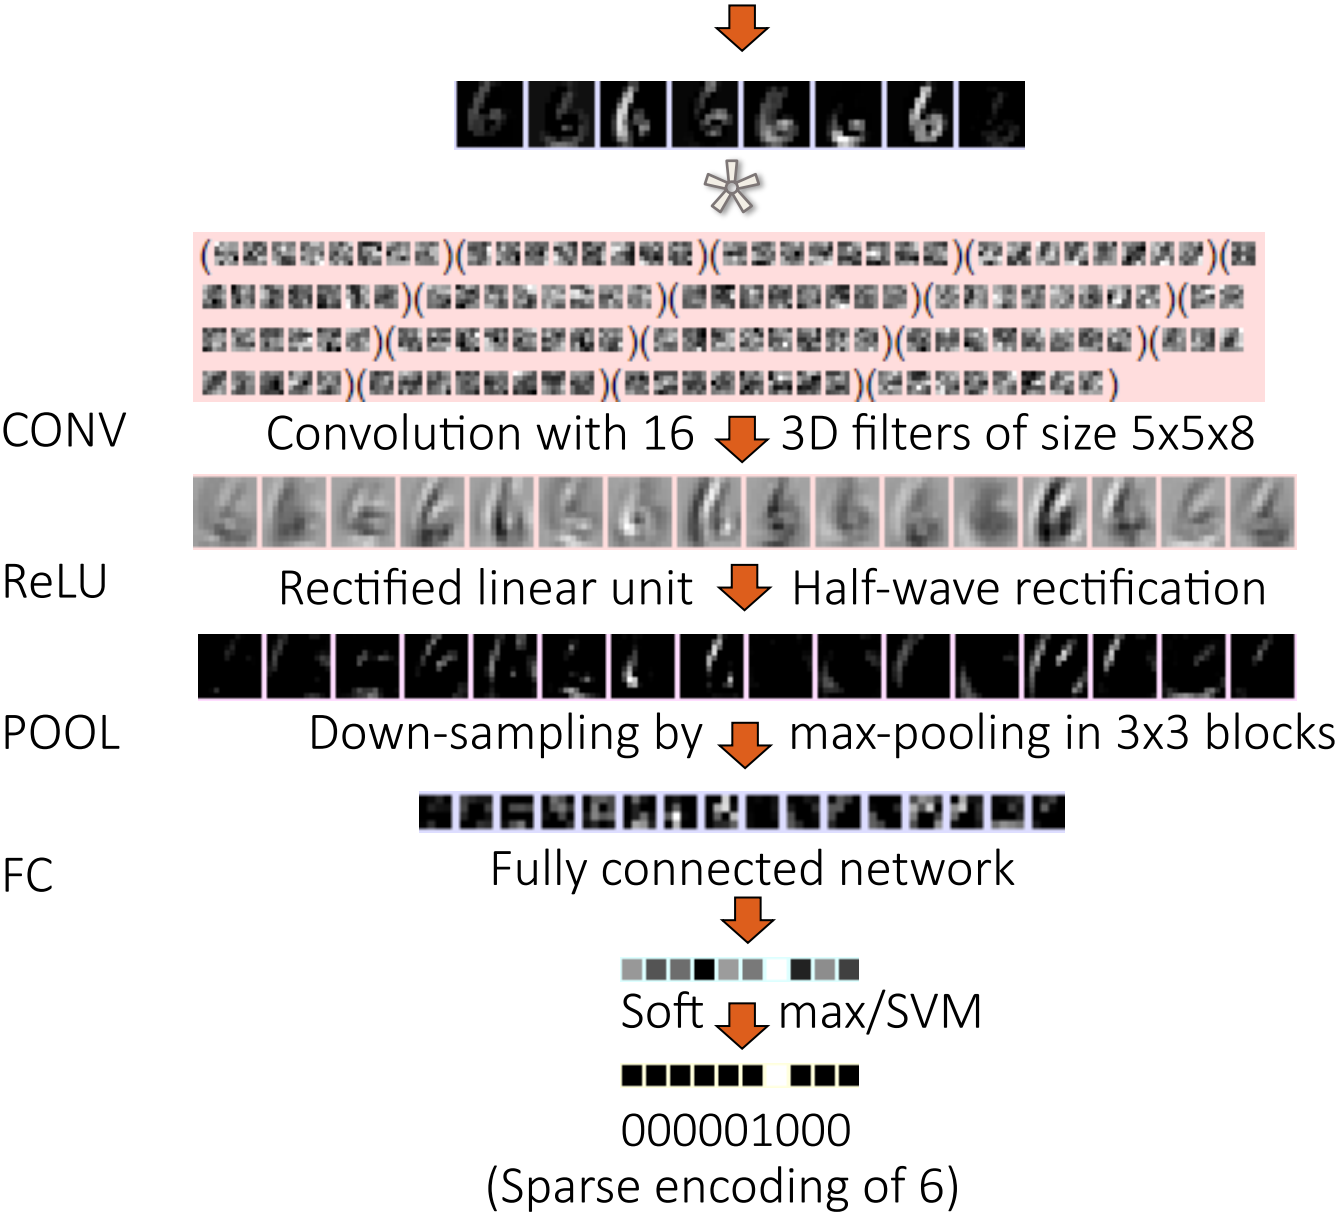 CONV
Convolution with 16 3D filters of size 5x5x8
ReLU
Rectified linear unit Half-wave rectification
POOL
Down-sampling by max-pooling in 3x3 blocks
FC
Fully connected network
Soft max/SVM
000001000
(Sparse encoding of 6)